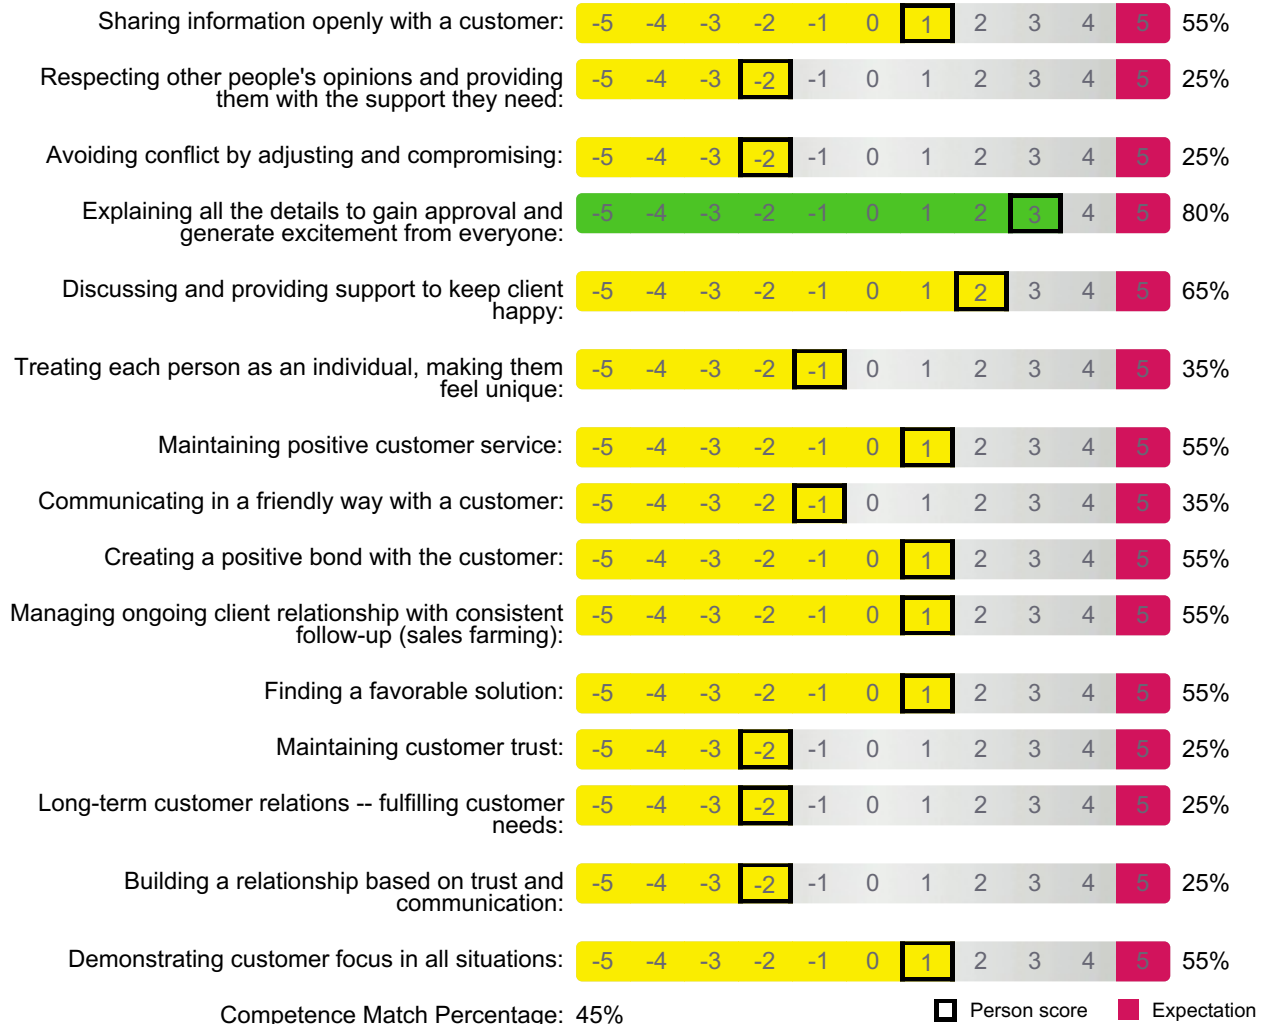 Sharing information openly with a customer: -5 -4 -3 -2 -1 0 1 2 3 4 5 55%
Respecting other people's opinions and providing
them with the support they need: -5 -4 -3 -2 -1 0 1 2 3 4 5 25%
Avoiding conflict by adjusting and compromising: -5 -4 -3 -2 -1 0 1 2 3 4 5 25%
Explaining all the details to gain approval and
generate excitement from everyone: -5 -4 -3 -2 -1 0 1 2 3 4 5 80%
Discussing and providing support to keep client
happy: -5 -4 -3 -2 -1 0 1 2 3 4 5 65%
Treating each person as an individual, making them
feel unique: -5 -4 -3 -2 -1 0 1 2 3 4 5 35%
Maintaining positive customer service: -5 -4 -3 -2 -1 0 1 2 3 4 5 55%
Communicating in a friendly way with a customer: -5 -4 -3 -2 -1 0 1 2 3 4 5 35%
Creating a positive bond with the customer: -5 -4 -3 -2 -1 0 1 2 3 4 5 55%
Managing ongoing client relationship with consistent
follow-up (sales farming): -5 -4 -3 -2 -1 0 1 2 3 4 5 55%
Finding a favorable solution: -5 -4 -3 -2 -1 0 1 2 3 4 5 55%
Maintaining customer trust: -5 -4 -3 -2 -1 0 1 2 3 4 5 25%
Long-term customer relations -- fulfilling customer
needs: -5 -4 -3 -2 -1 0 1 2 3 4 5 25%
Building a relationship based on trust and
communication: -5 -4 -3 -2 -1 0 1 2 3 4 5 25%
Demonstrating customer focus in all situations: -5 -4 -3 -2 -1 0 1 2 3 4 5 55%
Competence Match Percentage: 45% Person score Expectation